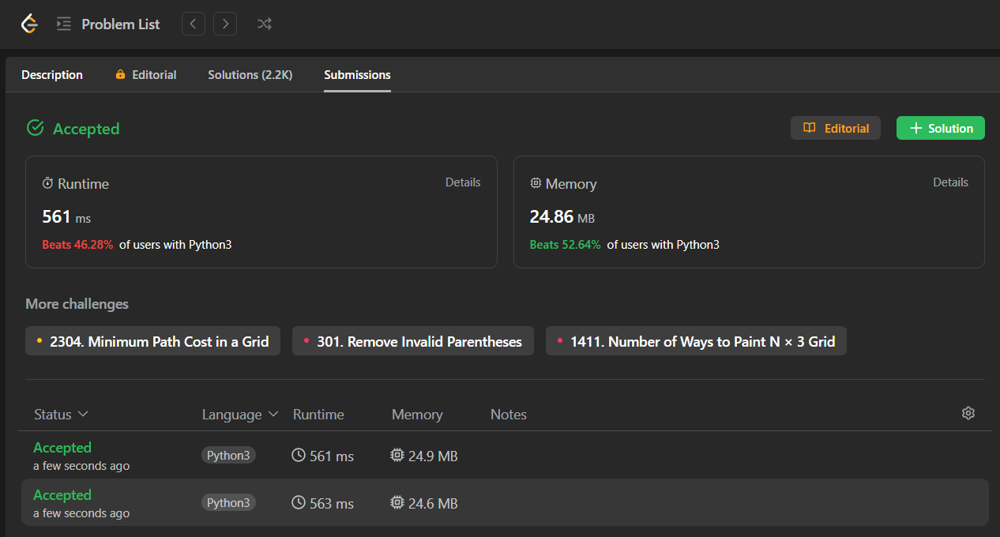 Problem List
Description Editorial Solutions (2.2K) Submissions
Accepted Editorial Solution
Runtime Details Memory Details
561 ms 24.86 MB
Beats 46.28% of users with Python3 Beats 52.64% of users with Python3
More challenges
2304. Minimum Path Cost in a Grid 301. Remove Invalid Parentheses 1411. Number of Ways to Paint N × 3 Grid
Status Language Runtime Memory Notes
Accepted
a few seconds ago Python3 561 ms 24.9 MB
Accepted
a few seconds ago Python3 563 ms 24.6 MB